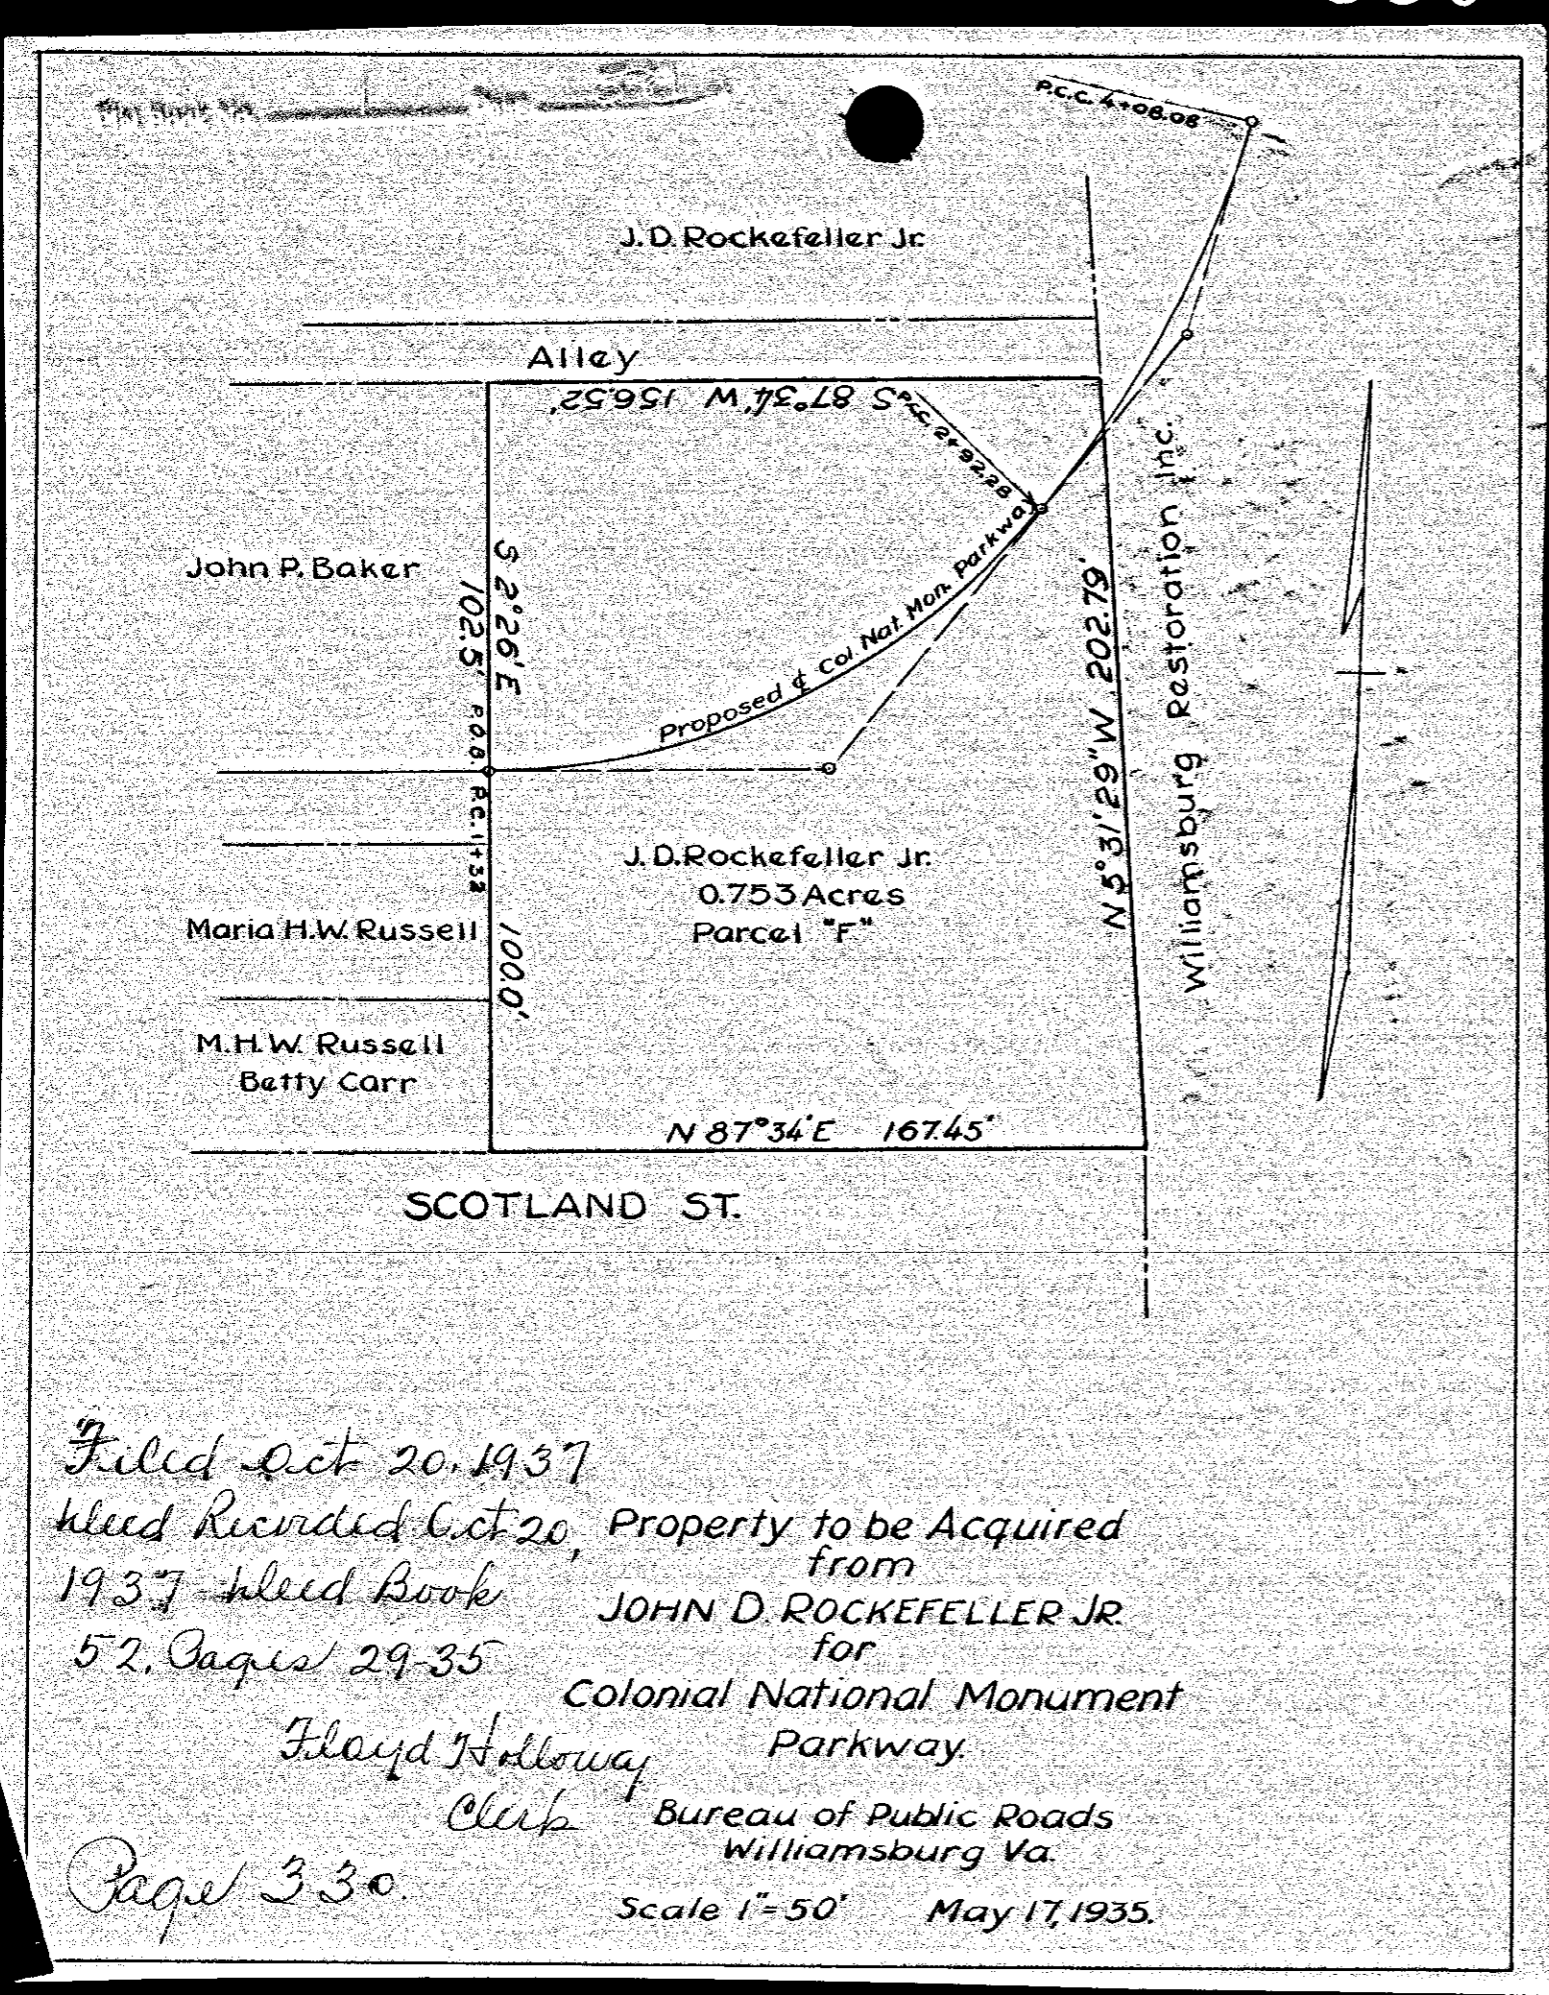 P.C.C. 4+08.08
J.D. Rockefeller Jr.
Alley
S 87°34' W 156.52'
P.C.C. 2+92.28
John P. Baker
S 2°26' E
102.5'
Proposed ₵ Col. Nat. Mon. Parkway
N 5°31'29" W 202.79'
Williamsburg Restoration Inc.
P.O.B. P.C. 1+32
J.D. Rockefeller Jr.
0.753 Acres
Parcel "F"
Maria H.W. Russell
100.0'
M.H.W. Russell
Betty Carr
N 87°34' E 167.45'
SCOTLAND ST.
Filed Oct 20, 1937
Deed Recorded Oct 20,
1937 Deed Book
52, Pages 29-35
Floyd Holloway
Clerk
Page 330.
Property to be Acquired
from
JOHN D. ROCKEFELLER JR.
for
Colonial National Monument
Parkway.
Bureau of Public Roads
Williamsburg Va.
Scale 1"=50' May 17, 1935.